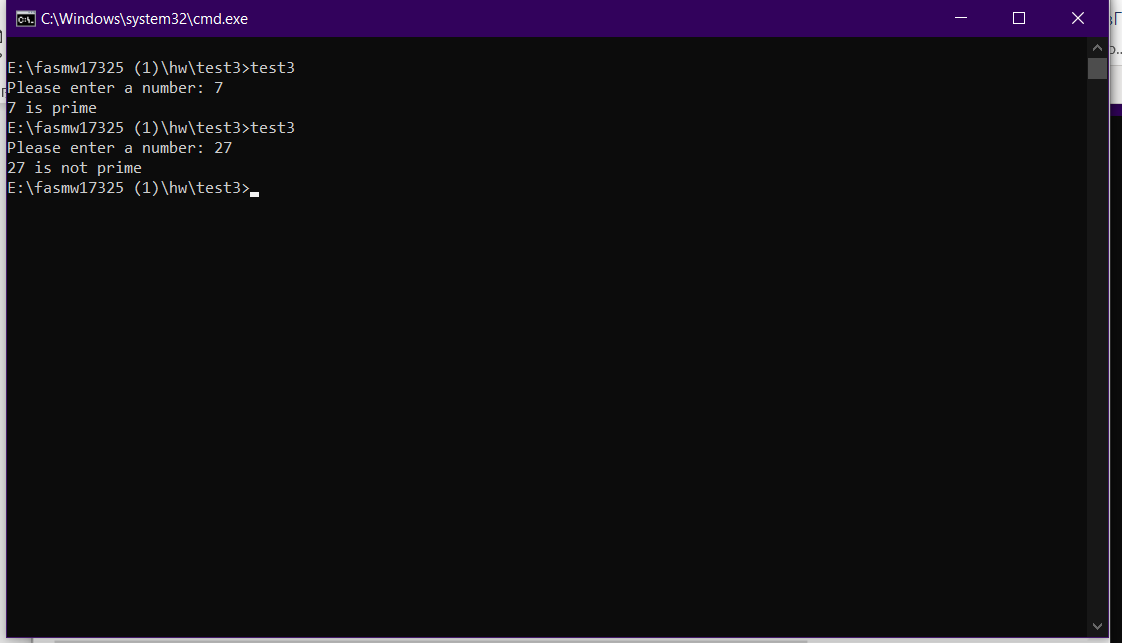 C:\Windows\system32\cmd.exe
E:\fasmw17325 (1)\hw\test3>test3
Please enter a number: 7
7 is prime
E:\fasmw17325 (1)\hw\test3>test3
Please enter a number: 27
27 is not prime
E:\fasmw17325 (1)\hw\test3>